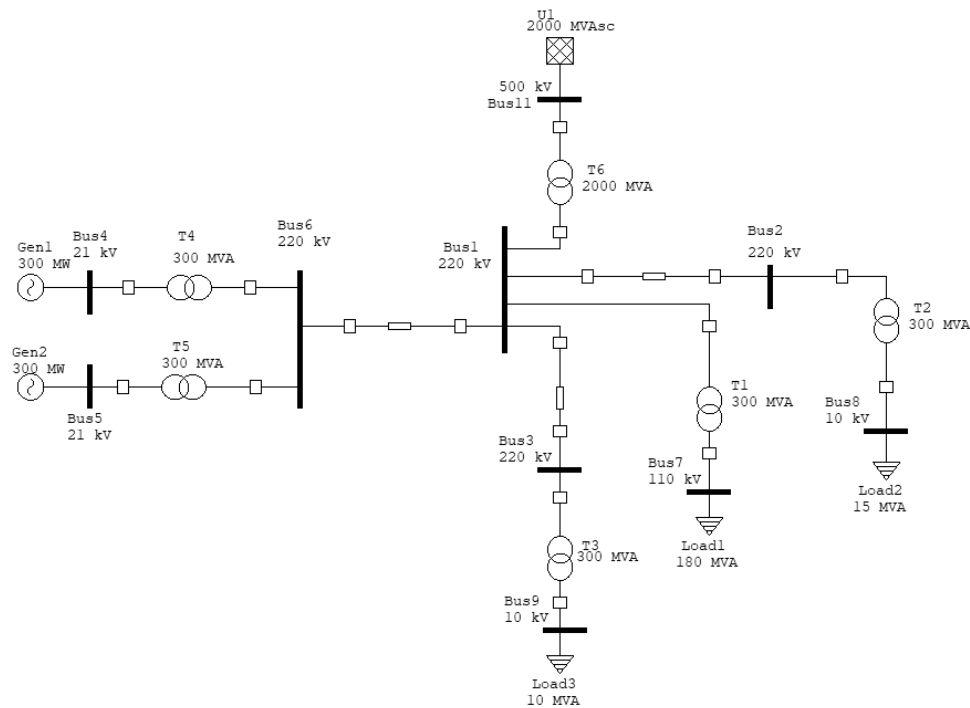 U1
2000 MVAsc
500 kV
Bus11
T6
2000 MVA
Bus6
220 kV
Bus1
220 kV
Bus2
220 kV
Bus4
21 kV
T4
300 MVA
Gen1
300 MW
T2
300 MVA
Gen2
300 MW
T5
300 MVA
Bus5
21 kV
T1
300 MVA
Bus8
10 kV
Bus3
220 kV
Bus7
110 kV
Load2
15 MVA
T3
300 MVA
Load1
180 MVA
Bus9
10 kV
Load3
10 MVA